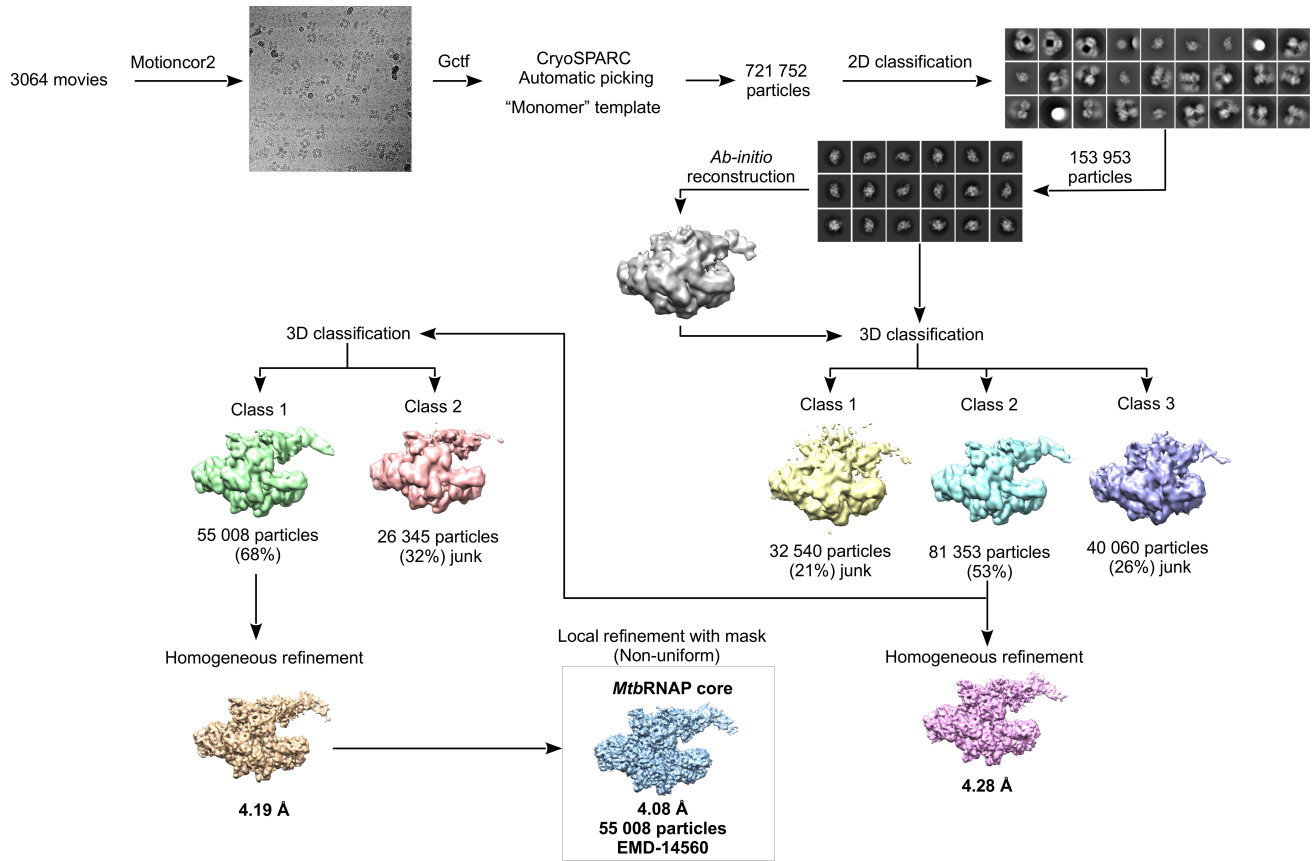 3064 movies
Motioncor2
Gctf
CryoSPARC
Automatic picking
“Monomer” template
721 752
particles
2D classification
153 953
particles
Ab-initio
reconstruction
3D classification
Class 1
32 540 particles
(21%) junk
Class 2
81 353 particles
(53%)
Class 3
40 060 particles
(26%) junk
3D classification
Class 1
55 008 particles
(68%)
Class 2
26 345 particles
(32%) junk
Homogeneous refinement
4.19 Å
Local refinement with mask
(Non-uniform)
MtbRNAP core
4.08 Å
55 008 particles
EMD-14560
Homogeneous refinement
4.28 Å